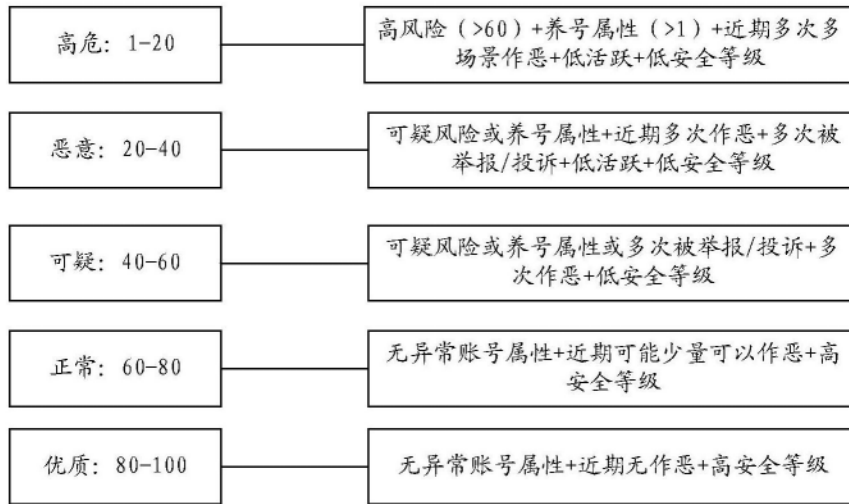 高危：1-20
高风险（>60）+养号属性（>1）+近期多次多
场景作恶+低活跃+低安全等级
恶意：20-40
可疑风险或养号属性+近期多次作恶+多次被
举报/投诉+低活跃+低安全等级
可疑：40-60
可疑风险或养号属性或多次被举报/投诉+多
次作恶+低安全等级
正常：60-80
无异常账号属性+近期可能少量可以作恶+高
安全等级
优质：80-100
无异常账号属性+近期无作恶+高安全等级